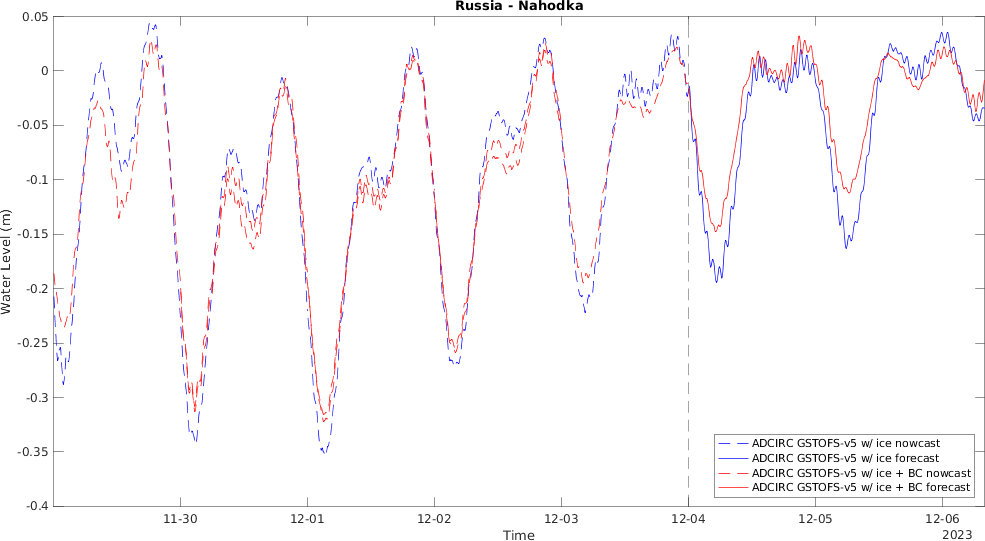 Russia - Nahodka
0.05
0
-0.05
-0.1
-0.15
-0.2
-0.25
-0.3
-0.35
-0.4
Water Level (m)
11-30
12-01
12-02
12-03
12-04
12-05
12-06
Time
2023
ADCIRC GSTOFS-v5 w/ ice nowcast
ADCIRC GSTOFS-v5 w/ ice forecast
ADCIRC GSTOFS-v5 w/ ice + BC nowcast
ADCIRC GSTOFS-v5 w/ ice + BC forecast